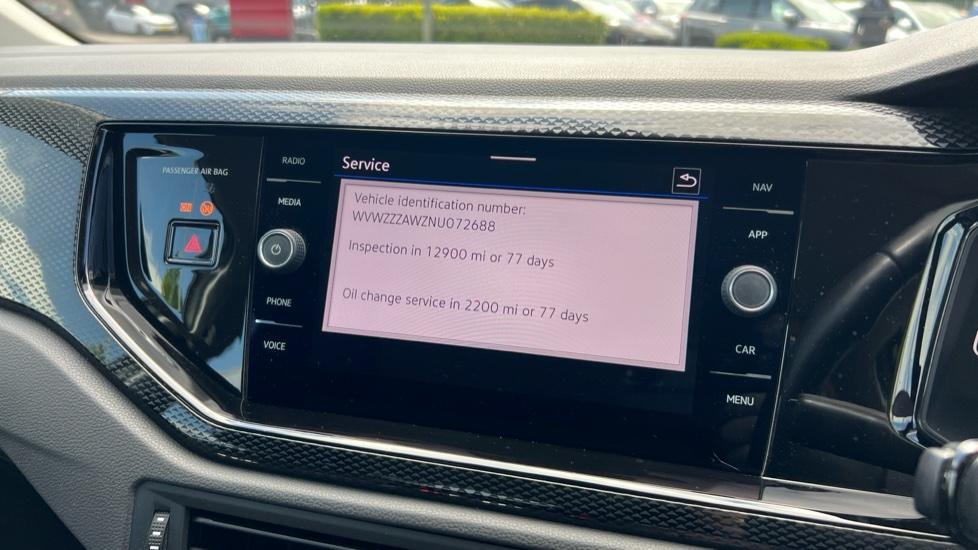 PASSENGER AIR BAG
ON
RADIO
MEDIA
PHONE
VOICE
Service
Vehicle identification number:
WVWZZZAWZNU072688
Inspection in 12900 mi or 77 days
Oil change service in 2200 mi or 77 days
NAV
APP
CAR
MENU